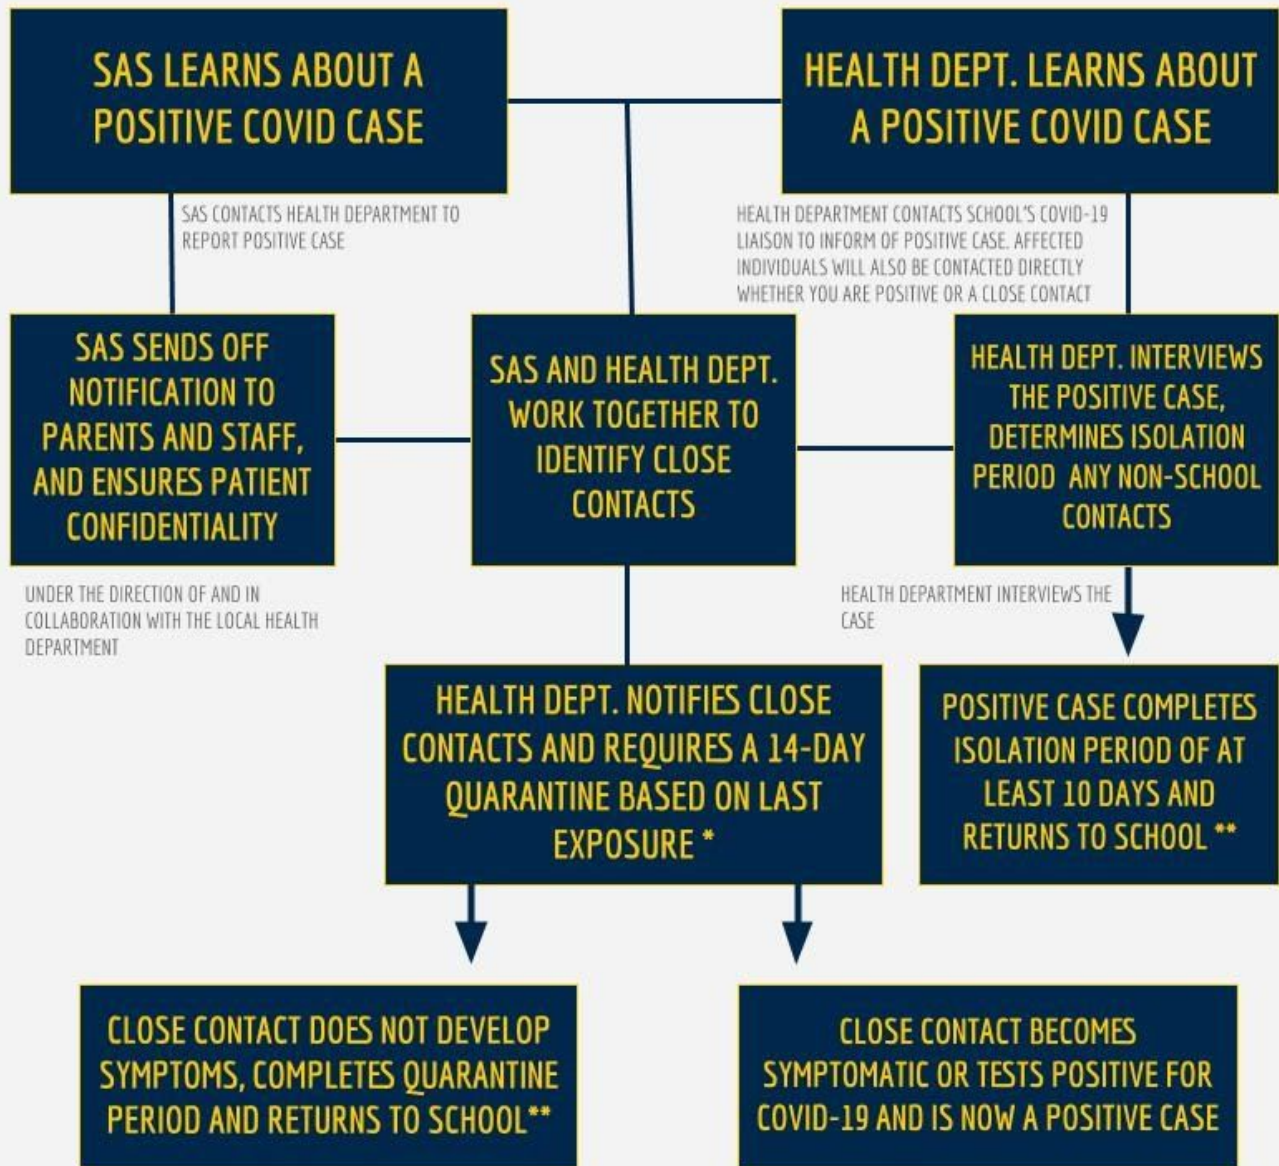 SAS LEARNS ABOUT A
POSITIVE COVID CASE
HEALTH DEPT. LEARNS ABOUT
A POSITIVE COVID CASE
SAS CONTACTS HEALTH DEPARTMENT TO
REPORT POSITIVE CASE
HEALTH DEPARTMENT CONTACTS SCHOOL'S COVID-19
LIAISON TO INFORM OF POSITIVE CASE. AFFECTED
INDIVIDUALS WILL ALSO BE CONTACTED DIRECTLY
WHETHER YOU ARE POSITIVE OR A CLOSE CONTACT
SAS SENDS OFF
NOTIFICATION TO
PARENTS AND STAFF,
AND ENSURES PATIENT
CONFIDENTIALITY
SAS AND HEALTH DEPT.
WORK TOGETHER TO
IDENTIFY CLOSE
CONTACTS
HEALTH DEPT. INTERVIEWS
THE POSITIVE CASE,
DETERMINES ISOLATION
PERIOD ANY NON-SCHOOL
CONTACTS
UNDER THE DIRECTION OF AND IN
COLLABORATION WITH THE LOCAL HEALTH
DEPARTMENT
HEALTH DEPARTMENT INTERVIEWS THE
CASE
HEALTH DEPT. NOTIFIES CLOSE
CONTACTS AND REQUIRES A 14-DAY
QUARANTINE BASED ON LAST
EXPOSURE *
POSITIVE CASE COMPLETES
ISOLATION PERIOD OF AT
LEAST 10 DAYS AND
RETURNS TO SCHOOL **
CLOSE CONTACT DOES NOT DEVELOP
SYMPTOMS, COMPLETES QUARANTINE
PERIOD AND RETURNS TO SCHOOL**
CLOSE CONTACT BECOMES
SYMPTOMATIC OR TESTS POSITIVE FOR
COVID-19 AND IS NOW A POSITIVE CASE